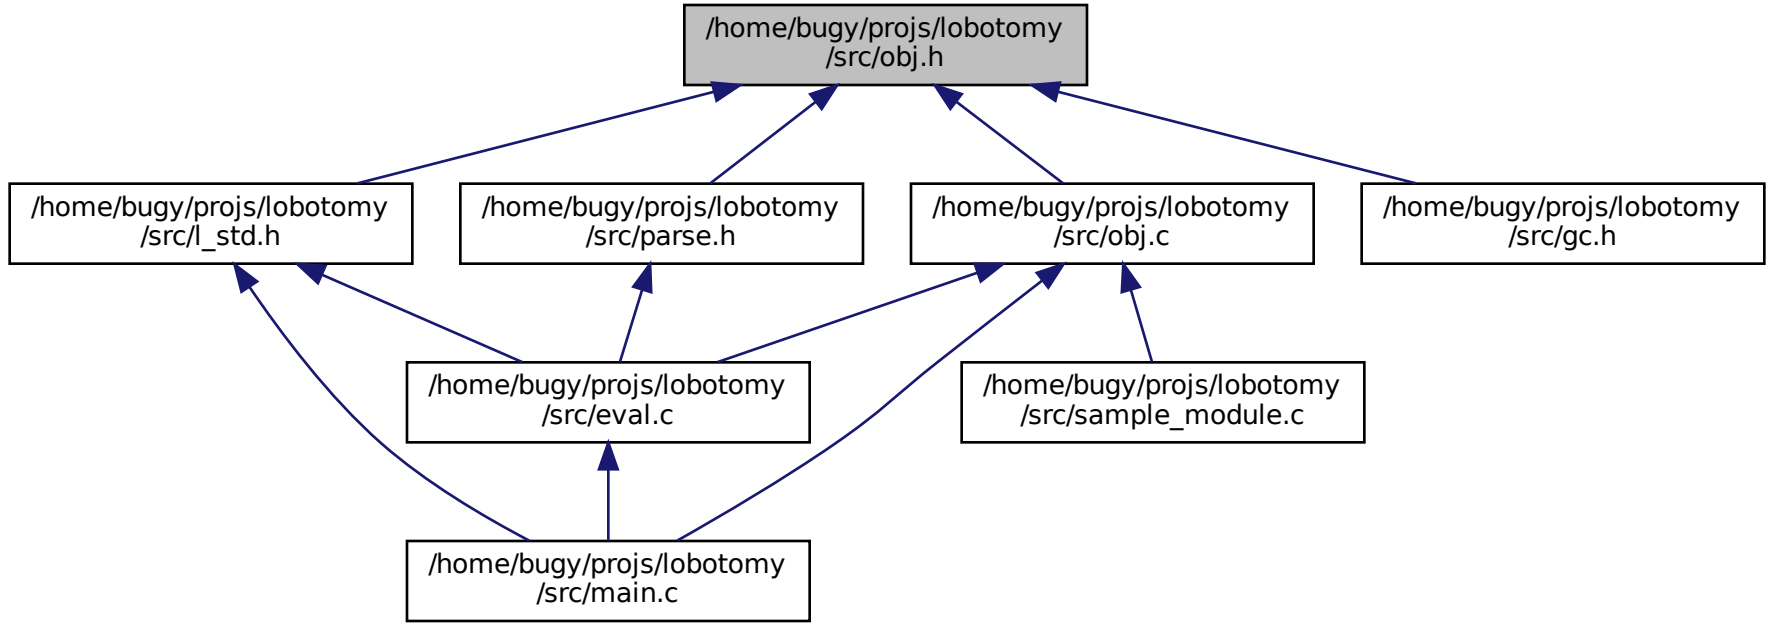 /home/bugy/projs/lobotomy
/src/obj.h
/home/bugy/projs/lobotomy
/src/l_std.h
/home/bugy/projs/lobotomy
/src/parse.h
/home/bugy/projs/lobotomy
/src/obj.c
/home/bugy/projs/lobotomy
/src/gc.h
/home/bugy/projs/lobotomy
/src/eval.c
/home/bugy/projs/lobotomy
/src/sample_module.c
/home/bugy/projs/lobotomy
/src/main.c